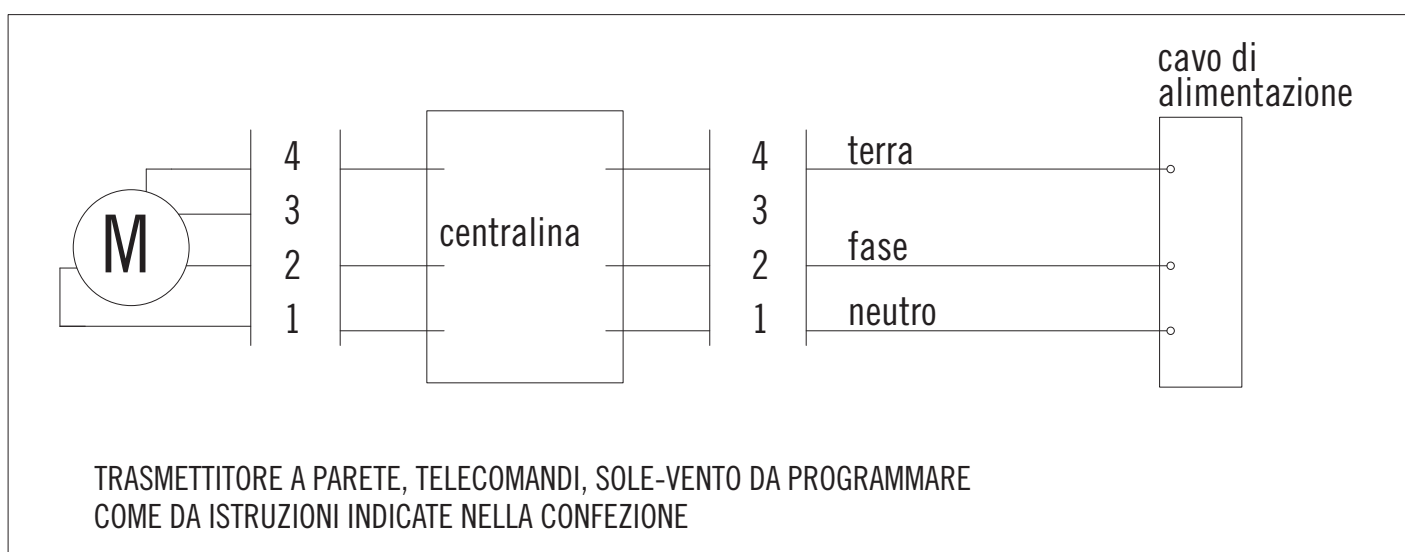 cavo di
alimentazione
4
3
2
1
M
centralina
4
3
2
1
terra
fase
neutro
TRASMETTITORE A PARETE, TELECOMANDI, SOLE-VENTO DA PROGRAMMARE
COME DA ISTRUZIONI INDICATE NELLA CONFEZIONE